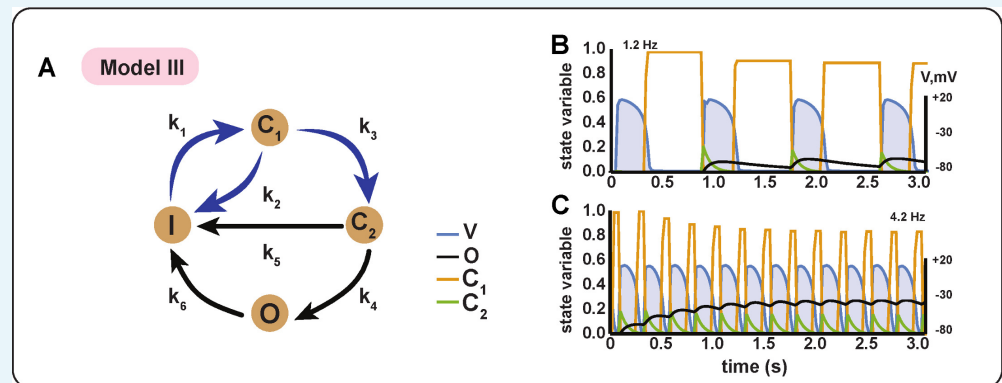 A
Model III
C1
k1
k3
k2
I
C2
k5
k6
k4
O
V
O
C1
C2
B
1.2 Hz
V,mV
state variable
1.0
0.8
0.6
0.4
0.2
0.0
+20
-30
-80
0 0.5 1.0 1.5 2.0 2.5 3.0
C
4.2 Hz
state variable
1.0
0.8
0.6
0.4
0.2
0.0
+20
-30
-80
0.0 0.5 1.0 1.5 2.0 2.5 3.0
time (s)